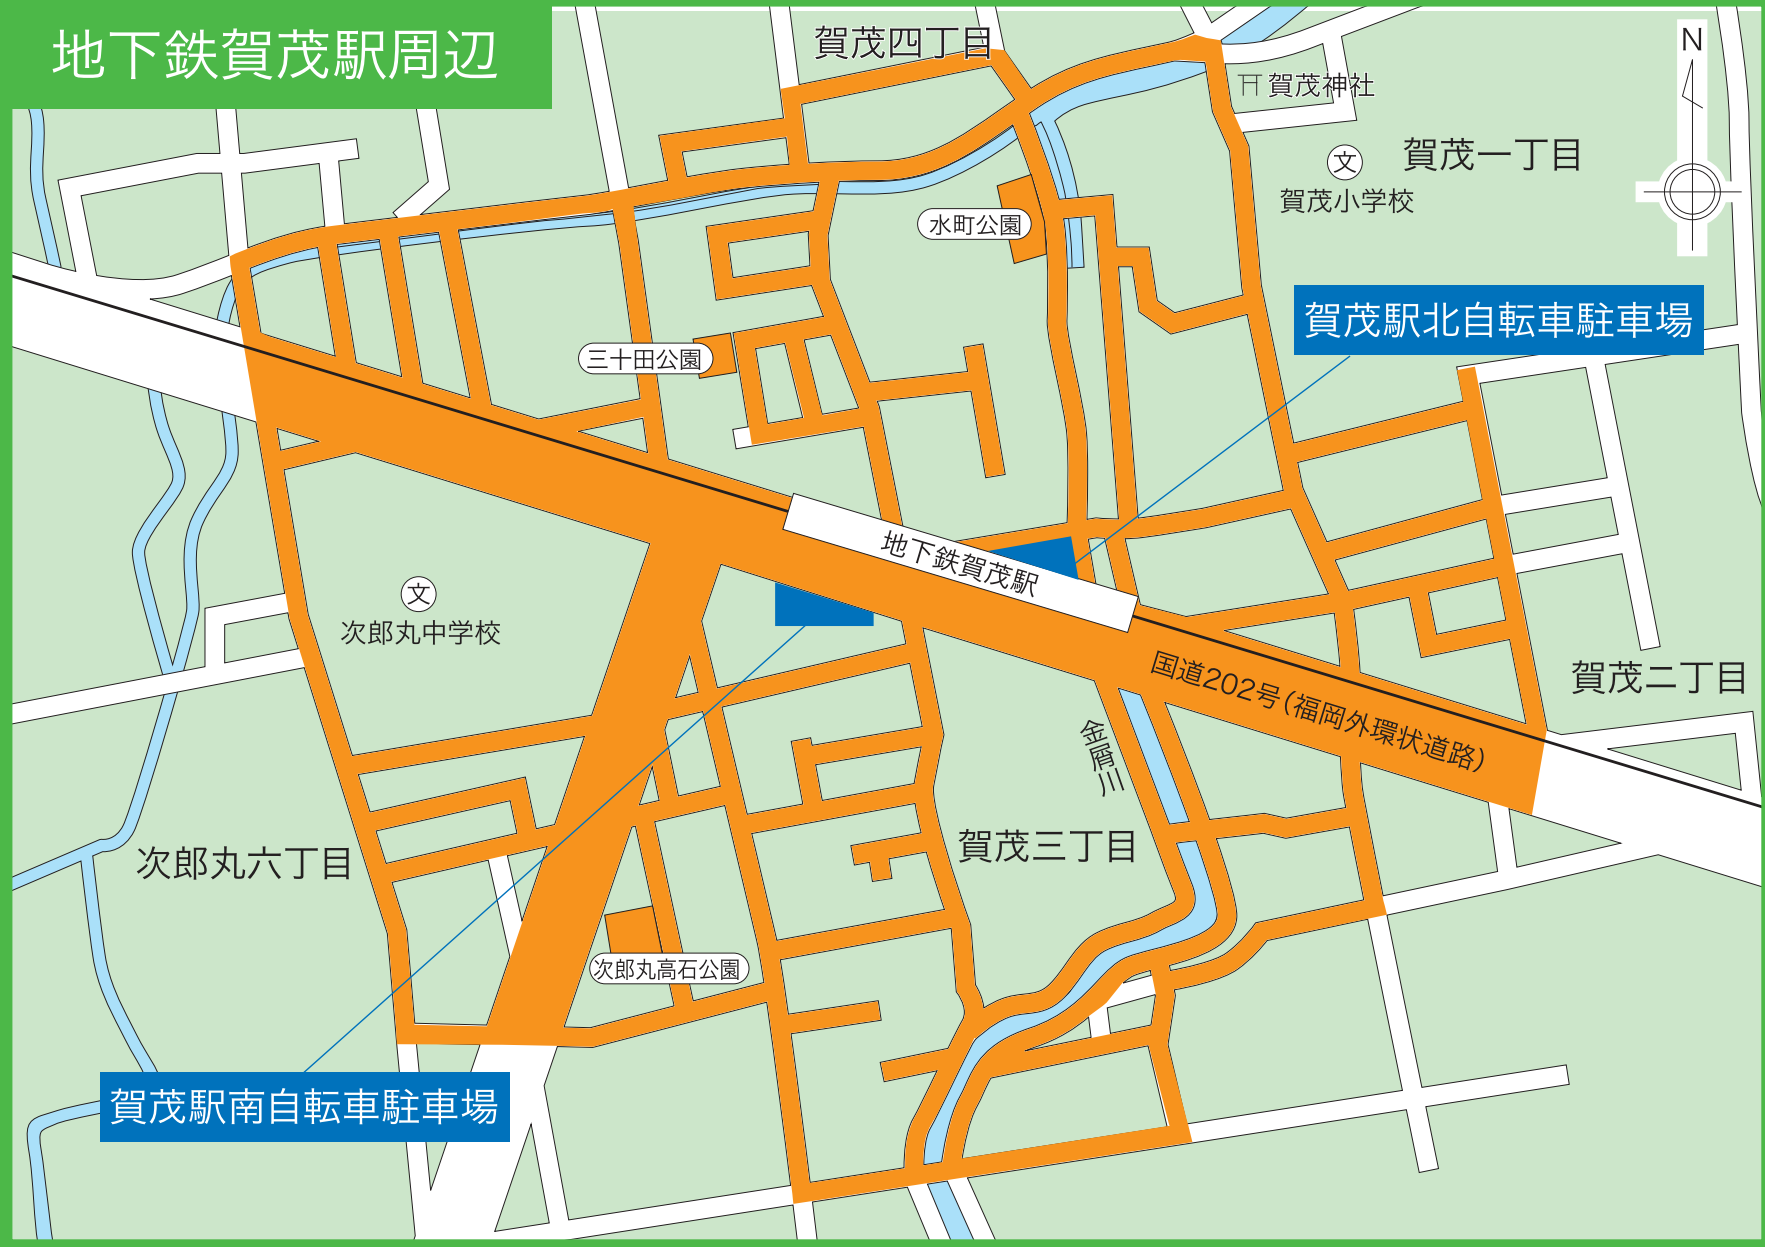 地下鉄賀茂駅周辺
賀茂四丁目
N
賀茂神社
賀茂一丁目
文
賀茂小学校
水町公園
賀茂駅北自転車駐車場
三十田公園
地下鉄賀茂駅
文
次郎丸中学校
国道202号(福岡外環状道路)
賀茂ニ丁目
金屑川
賀茂三丁目
次郎丸六丁目
次郎丸高石公園
賀茂駅南自転車駐車場